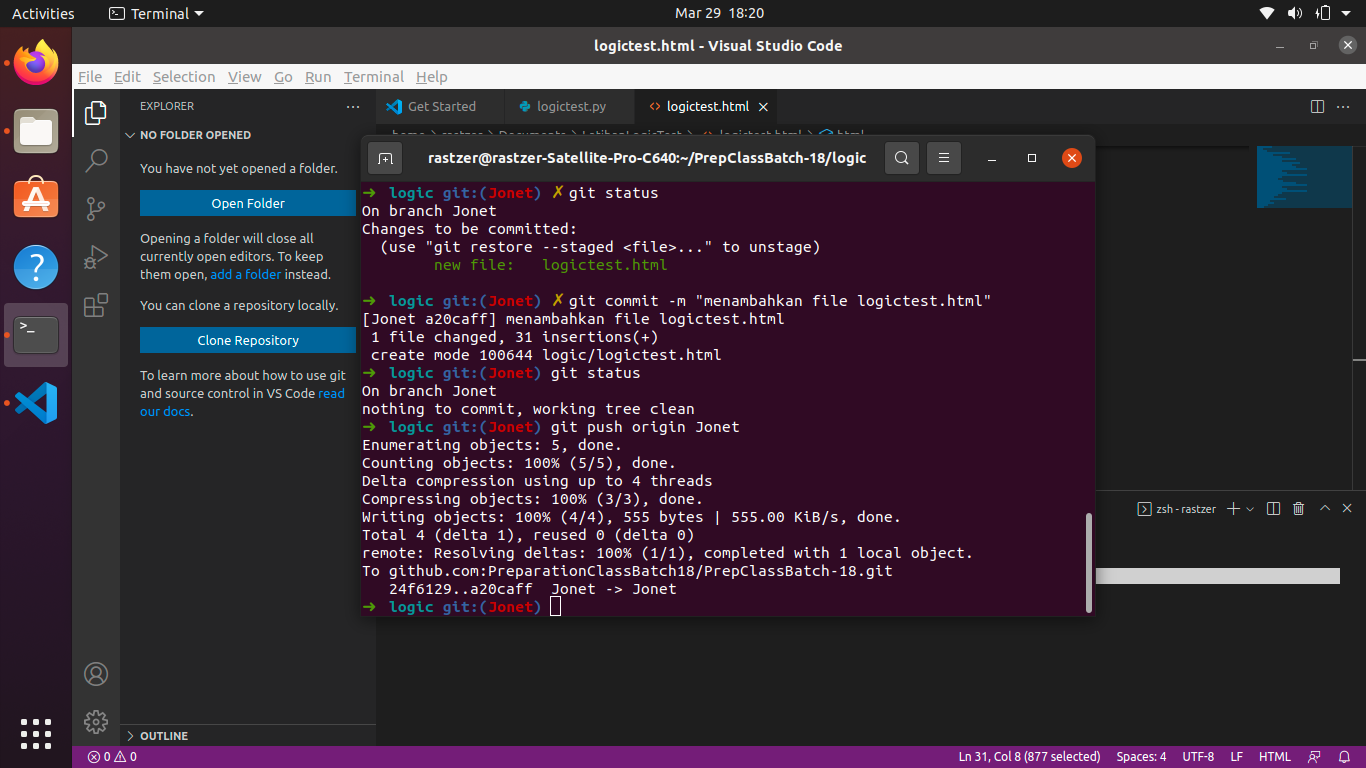 Activities
Terminal
Mar 29 18:20
logictest.html - Visual Studio Code
File Edit Selection View Go Run Terminal Help
EXPLORER
Get Started
logictest.py
logictest.html
NO FOLDER OPENED
You have not yet opened a folder.
Open Folder
Opening a folder will close all
currently open editors. To keep
them open, add a folder instead.
You can clone a repository locally.
Clone Repository
To learn more about how to use git
and source control in VS Code read
our docs.
OUTLINE
rastzer@rastzer-Satellite-Pro-C640:~/PrepClassBatch-18/logic
➜ logic git:(Jonet) ✗ git status
On branch Jonet
Changes to be committed:
(use "git restore --staged <file>..." to unstage)
new file: logictest.html
➜ logic git:(Jonet) ✗ git commit -m "menambahkan file logictest.html"
[Jonet a20caff] menambahkan file logictest.html
1 file changed, 31 insertions(+)
create mode 100644 logic/logictest.html
➜ logic git:(Jonet) git status
On branch Jonet
nothing to commit, working tree clean
➜ logic git:(Jonet) git push origin Jonet
Enumerating objects: 5, done.
Counting objects: 100% (5/5), done.
Delta compression using up to 4 threads
Compressing objects: 100% (3/3), done.
Writing objects: 100% (4/4), 555 bytes | 555.00 KiB/s, done.
Total 4 (delta 1), reused 0 (delta 0)
remote: Resolving deltas: 100% (1/1), completed with 1 local object.
To github.com:PreparationClassBatch18/PrepClassBatch-18.git
24f6129..a20caff Jonet -> Jonet
➜ logic git:(Jonet)
zsh - rastzer
0 0
Ln 31, Col 8 (877 selected)
Spaces: 4
UTF-8
LF
HTML